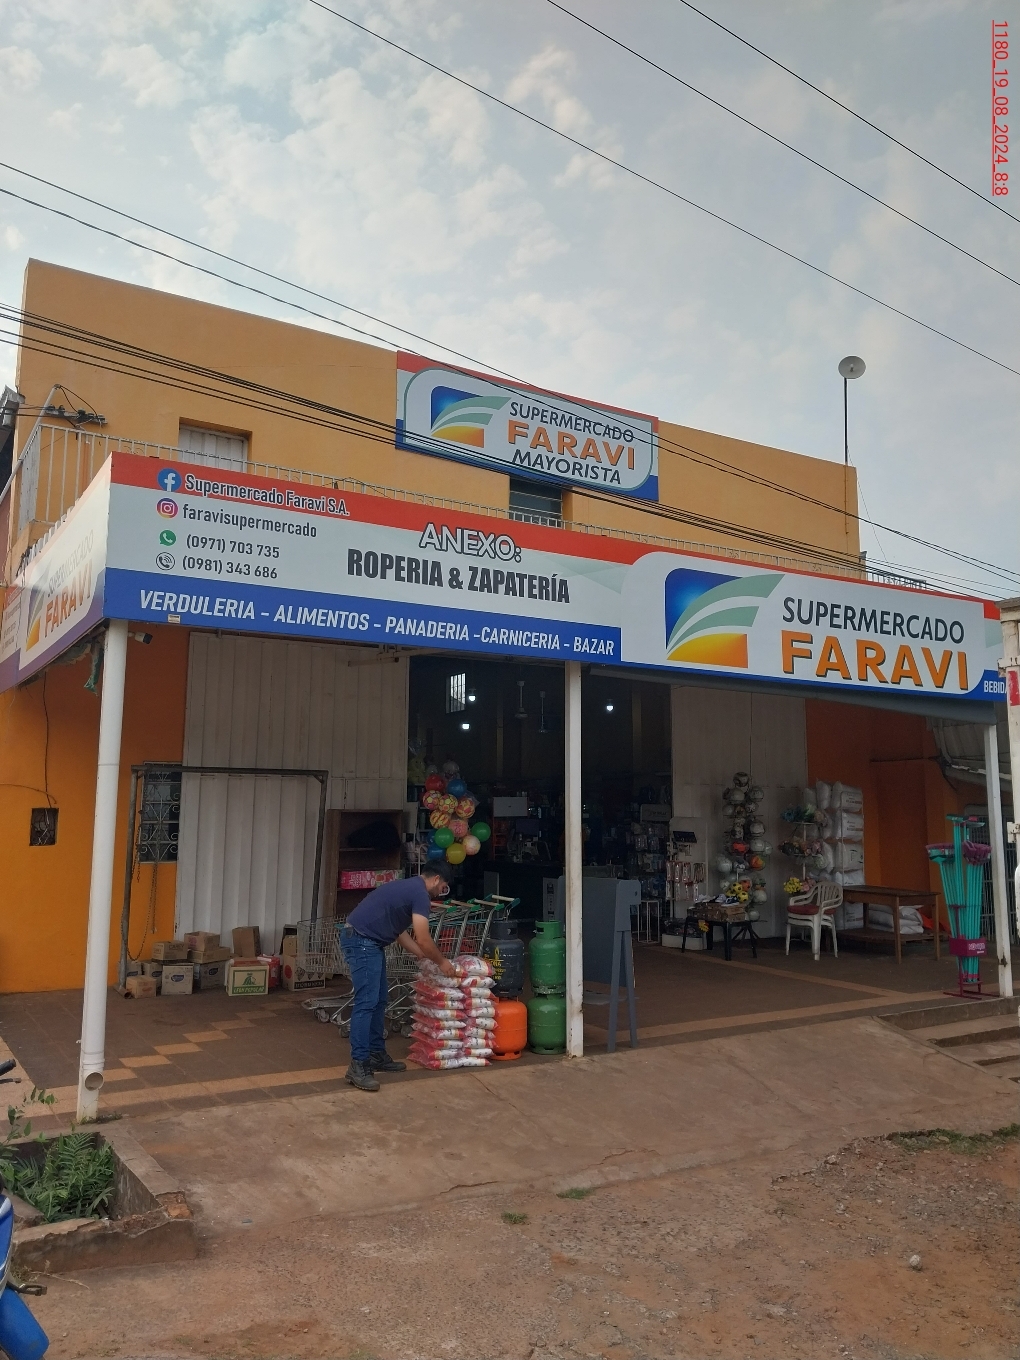 1180_19_08_2024_8:8
SUPERMERCADO
FARAVI
MAYORISTA
Supermercado Faravi S.A.
faravisupermercado
(0971) 703 735
(0981) 343 686
ANEXO:
ROPERIA & ZAPATERÍA
VERDULERIA - ALIMENTOS - PANADERIA -CARNICERIA - BAZAR
SUPERMERCADO
FARAVI
BEBID
SUPERMERCADO
FARAVI